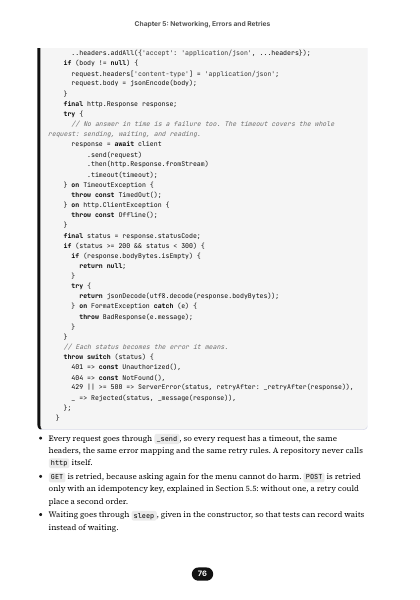 Chapter 5: Networking, Errors and Retries
..headers.addAll({'accept': 'application/json', ...headers});
if (body != null) {
request.headers['content-type'] = 'application/json';
request.body = jsonEncode(body);
}
final http.Response response;
try {
// No answer in time is a failure too. The timeout covers the whole
request: sending, waiting, and reading.
response = await client
.send(request)
.then(http.Response.fromStream)
.timeout(timeout);
} on TimeoutException {
throw const TimedOut();
} on http.ClientException {
throw const Offline();
}
final status = response.statusCode;
if (status >= 200 && status < 300) {
if (response.bodyBytes.isEmpty) {
return null;
}
try {
return jsonDecode(utf8.decode(response.bodyBytes));
} on FormatException catch (e) {
throw BadResponse(e.message);
}
}
// Each status becomes the error it means.
throw switch (status) {
401 => const Unauthorized(),
404 => const NotFound(),
429 || >= 500 => ServerError(status, retryAfter: _retryAfter(response)),
_ => Rejected(status, _message(response)),
};
}
• Every request goes through _send, so every request has a timeout, the same
headers, the same error mapping and the same retry rules. A repository never calls
http itself.
• GET is retried, because asking again for the menu cannot do harm. POST is retried
only with an idempotency key, explained in Section 5.5: without one, a retry could
place a second order.
• Waiting goes through sleep, given in the constructor, so that tests can record waits
instead of waiting.
76